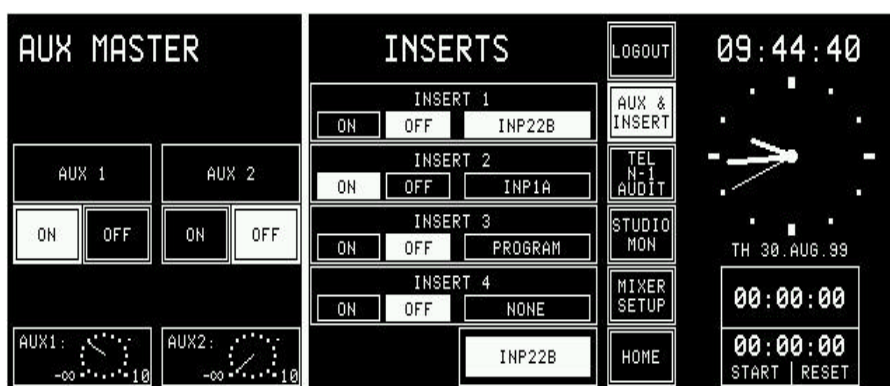 AUX MASTER
AUX 1
AUX 2
ON OFF
ON OFF
AUX1:
-∞ 10
AUX2:
-∞ 10
INSERTS
INSERT 1
ON OFF INP22B
INSERT 2
ON OFF INP1A
INSERT 3
ON OFF PROGRAM
INSERT 4
ON OFF NONE
INP22B
LOGOUT
AUX &
INSERT
TEL
N-1
AUDIT
STUDIO
MON
MIXER
SETUP
HOME
09:44:40
TH 30.AUG.99
00:00:00
00:00:00
START | RESET